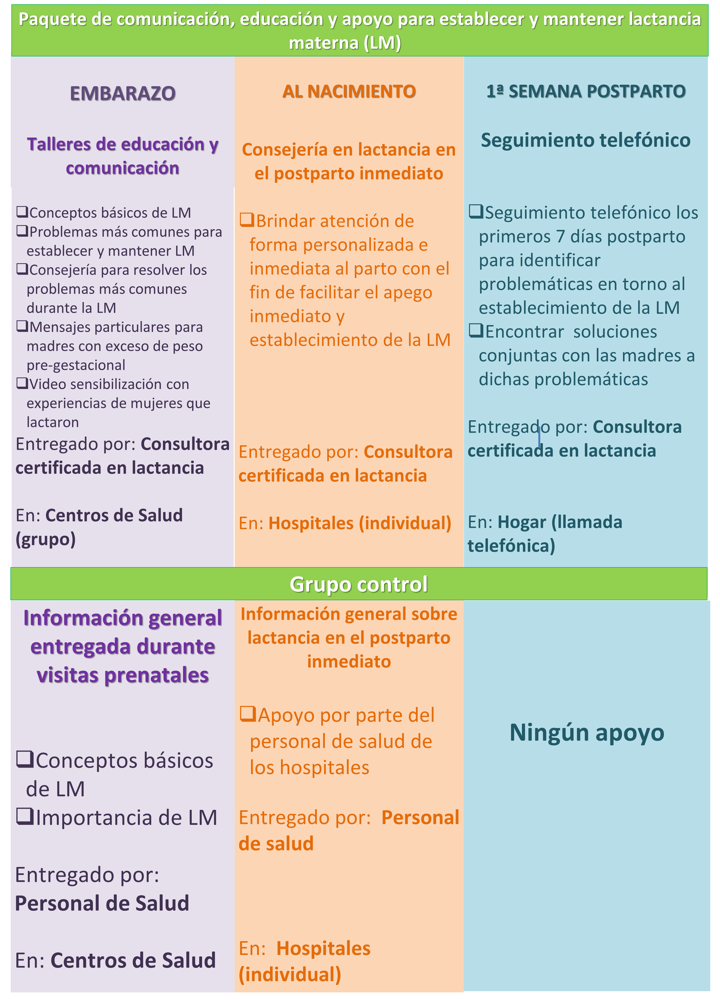 Paquete de comunicación, educación y apoyo para establecer y mantener lactancia
materna (LM)
EMBARAZO
Talleres de educación y
comunicación
❑Conceptos básicos de LM
❑Problemas más comunes para
establecer y mantener LM
❑Consejería para resolver los
problemas más comunes
durante la LM
❑Mensajes particulares para
madres con exceso de peso
pre-gestacional
❑Video sensibilización con
experiencias de mujeres que
lactaron
Entregado por: Consultora
certificada en lactancia
En: Centros de Salud
(grupo)
AL NACIMIENTO
Consejería en lactancia en
el postparto inmediato
❑Brindar atención de
forma personalizada e
inmediata al parto con el
fin de facilitar el apego
inmediato y
establecimiento de la LM
Entregado por: Consultora
certificada en lactancia
En: Hospitales (individual)
1ª SEMANA POSTPARTO
Seguimiento telefónico
❑Seguimiento telefónico los
primeros 7 días postparto
para identificar
problemáticas en torno al
establecimiento de la LM
❑Encontrar  soluciones
conjuntas con las madres a
dichas problemáticas
Entregado por: Consultora
certificada en lactancia
En: Hogar (llamada
telefónica)
Grupo control
Información general
entregada durante
visitas prenatales
❑Conceptos básicos
de LM
❑Importancia de LM
Entregado por:
Personal de Salud
En: Centros de Salud
Información general sobre
lactancia en el postparto
inmediato
❑Apoyo por parte del
personal de salud de
los hospitales
Entregado por:  Personal
de salud
En:  Hospitales
(individual)
Ningún apoyo